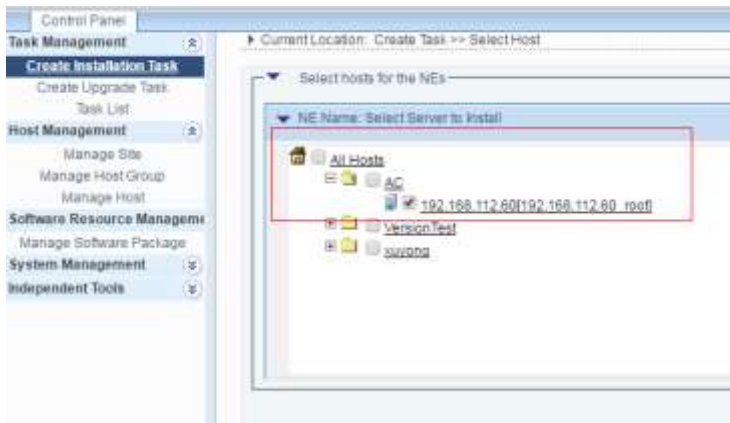 Control Panel
Task Management
Create Installation Task
Create Upgrade Task
Task List
Host Management
Manage Site
Manage Host Group
Manage Host
Software Resource Manageme
Manage Software Package
System Management
Independent Tools
Current Location: Create Task >> Select Host
Select hosts for the NEs
NE Name: Select Server to Install
All Hosts
AC
192.168.112.60[192.168.112.60_root]
VersionTest
xuyong